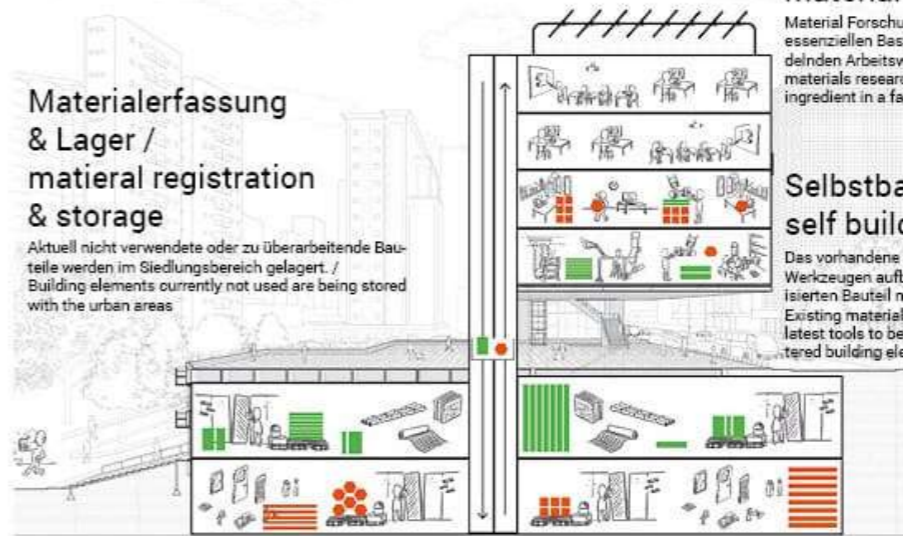 Materialerfassung
& Lager /
matieral registration
& storage
Aktuell nicht verwendete oder zu überarbeitende Bau-
teile werden im Siedlungsbereich gelagert. /
Building elements currently not used are being stored
with the urban areas
Material Forschu
essenziellen Bas
delnden Arbeitsw
materials resear
ingredient in a fa
Selbstba
self build
Das vorhandene
Werkzeugen aufb
isierten Bauteil n
Existing material
latest tools to be
tered building ele